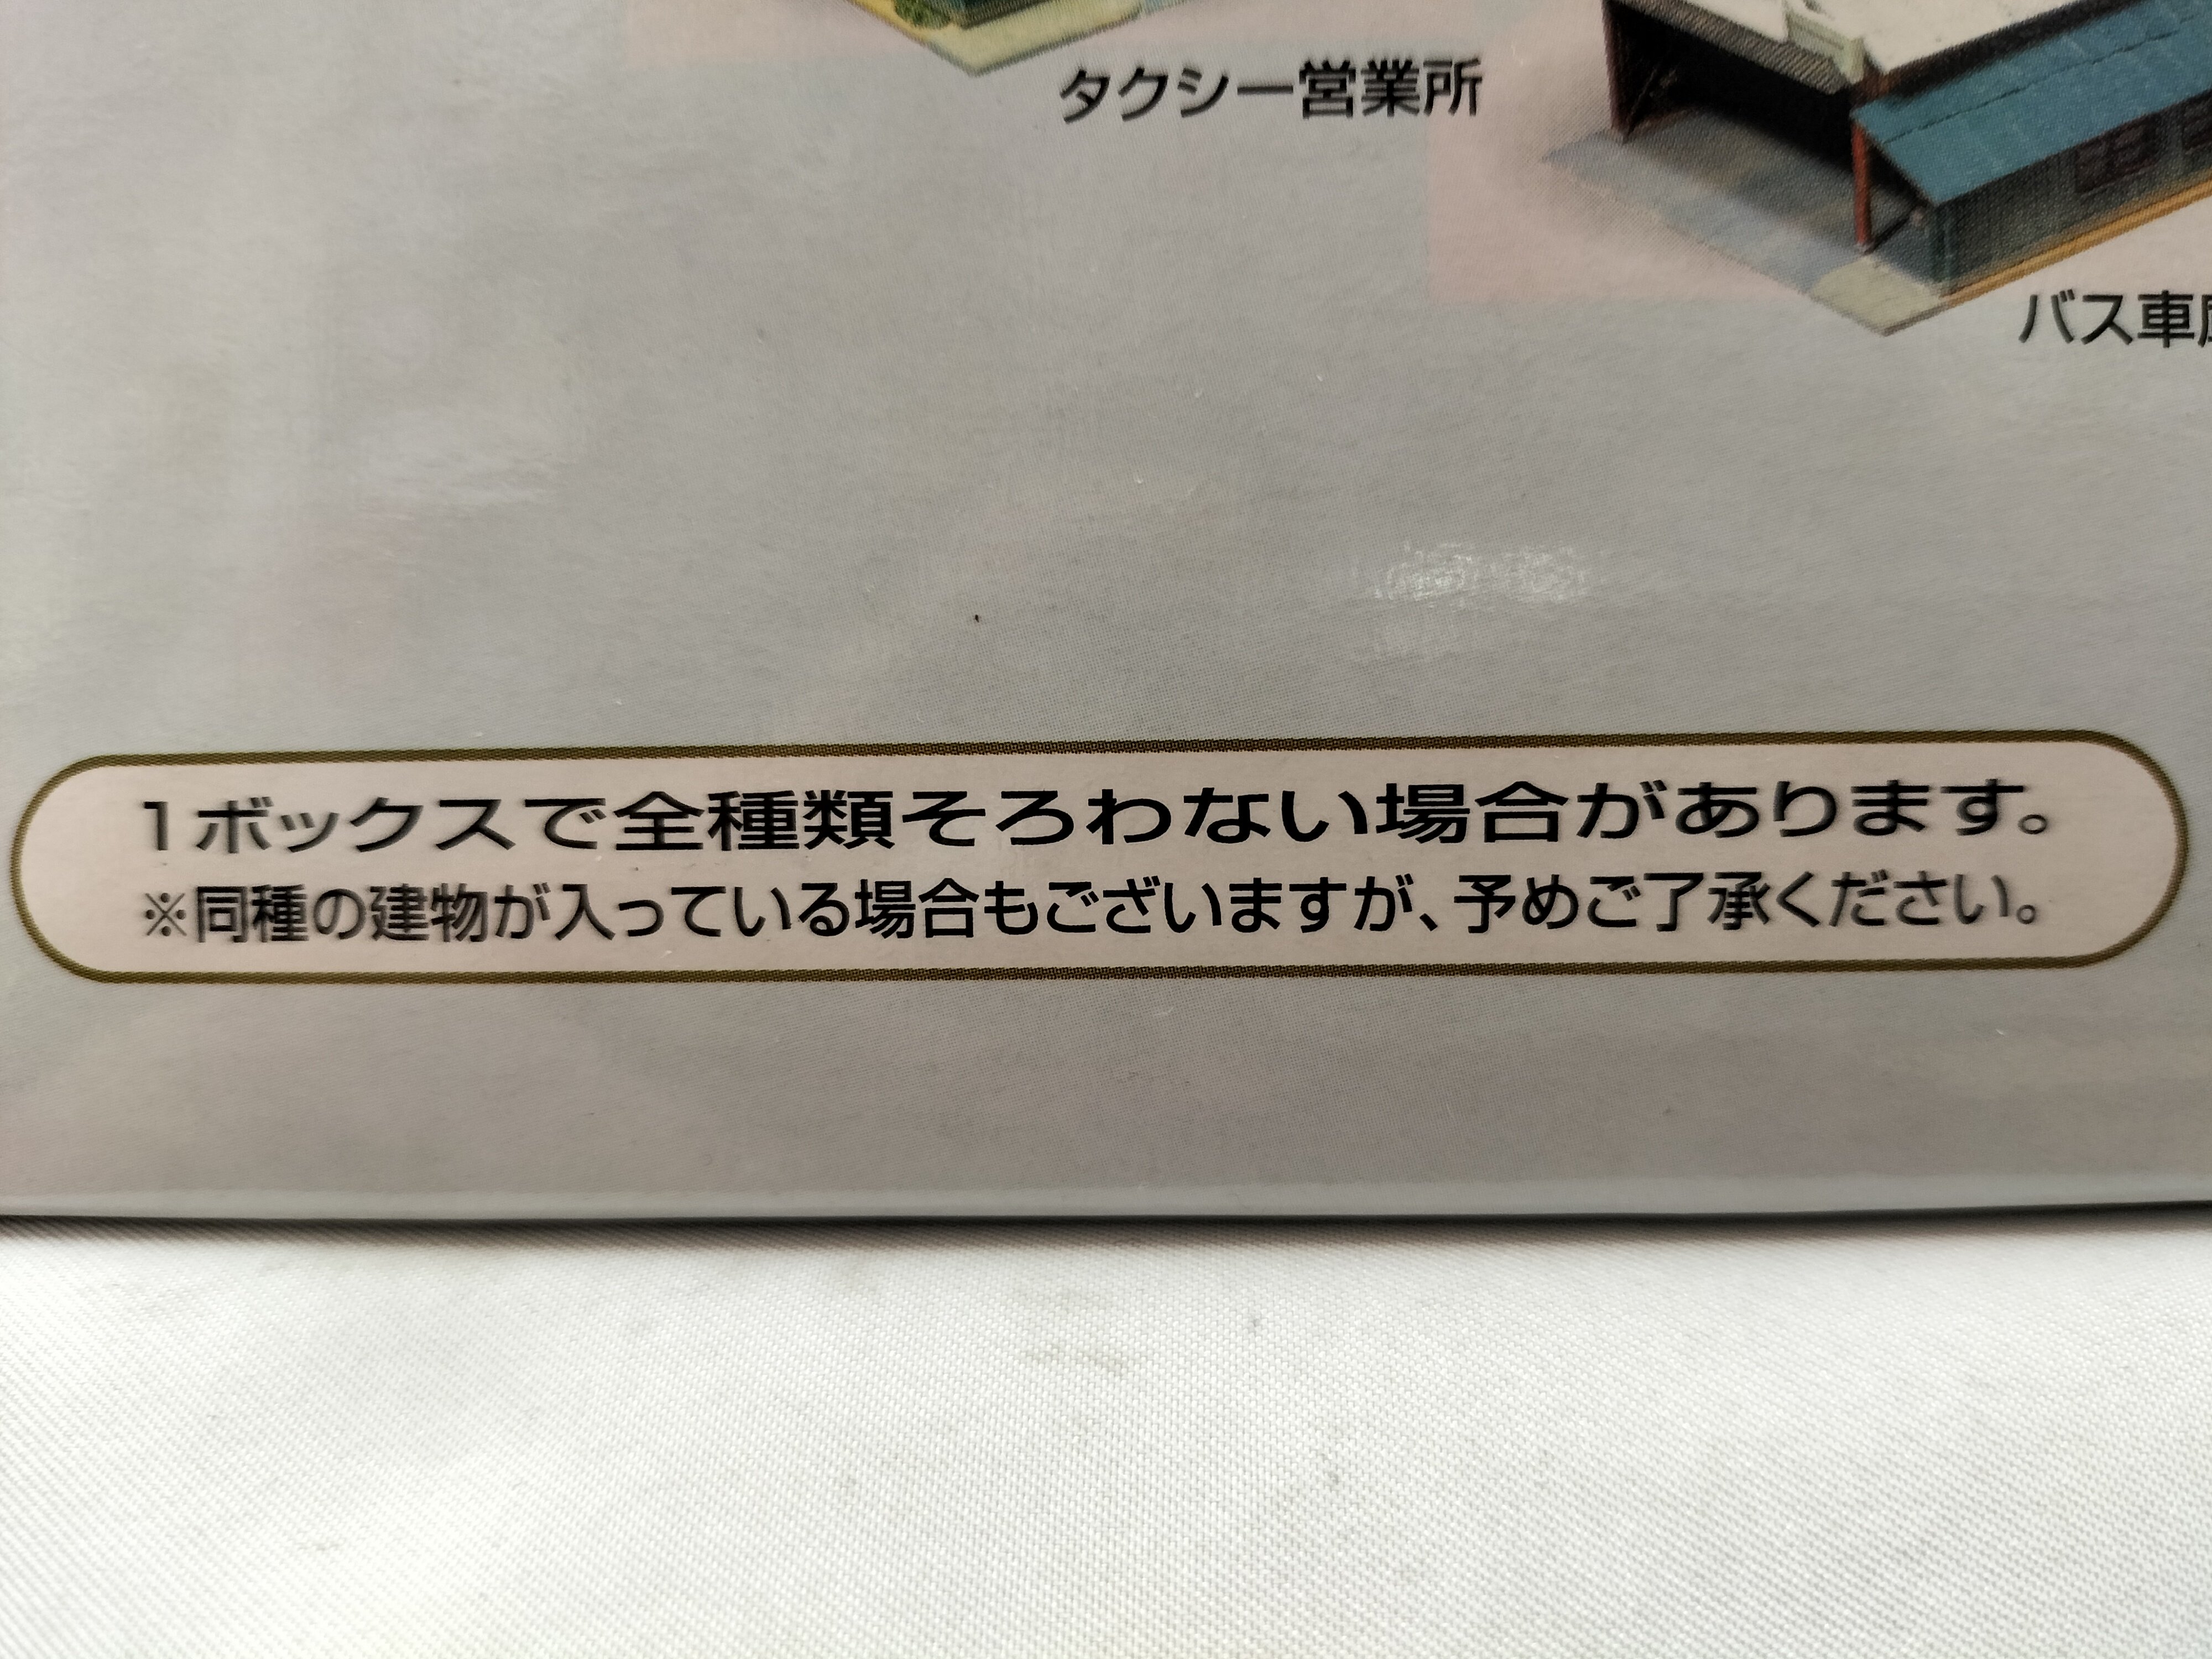 タクシー営業所
バス車
1ボックスで全種類そろわない場合があります。
※同種の建物が入っている場合もございますが、予めご了承ください。